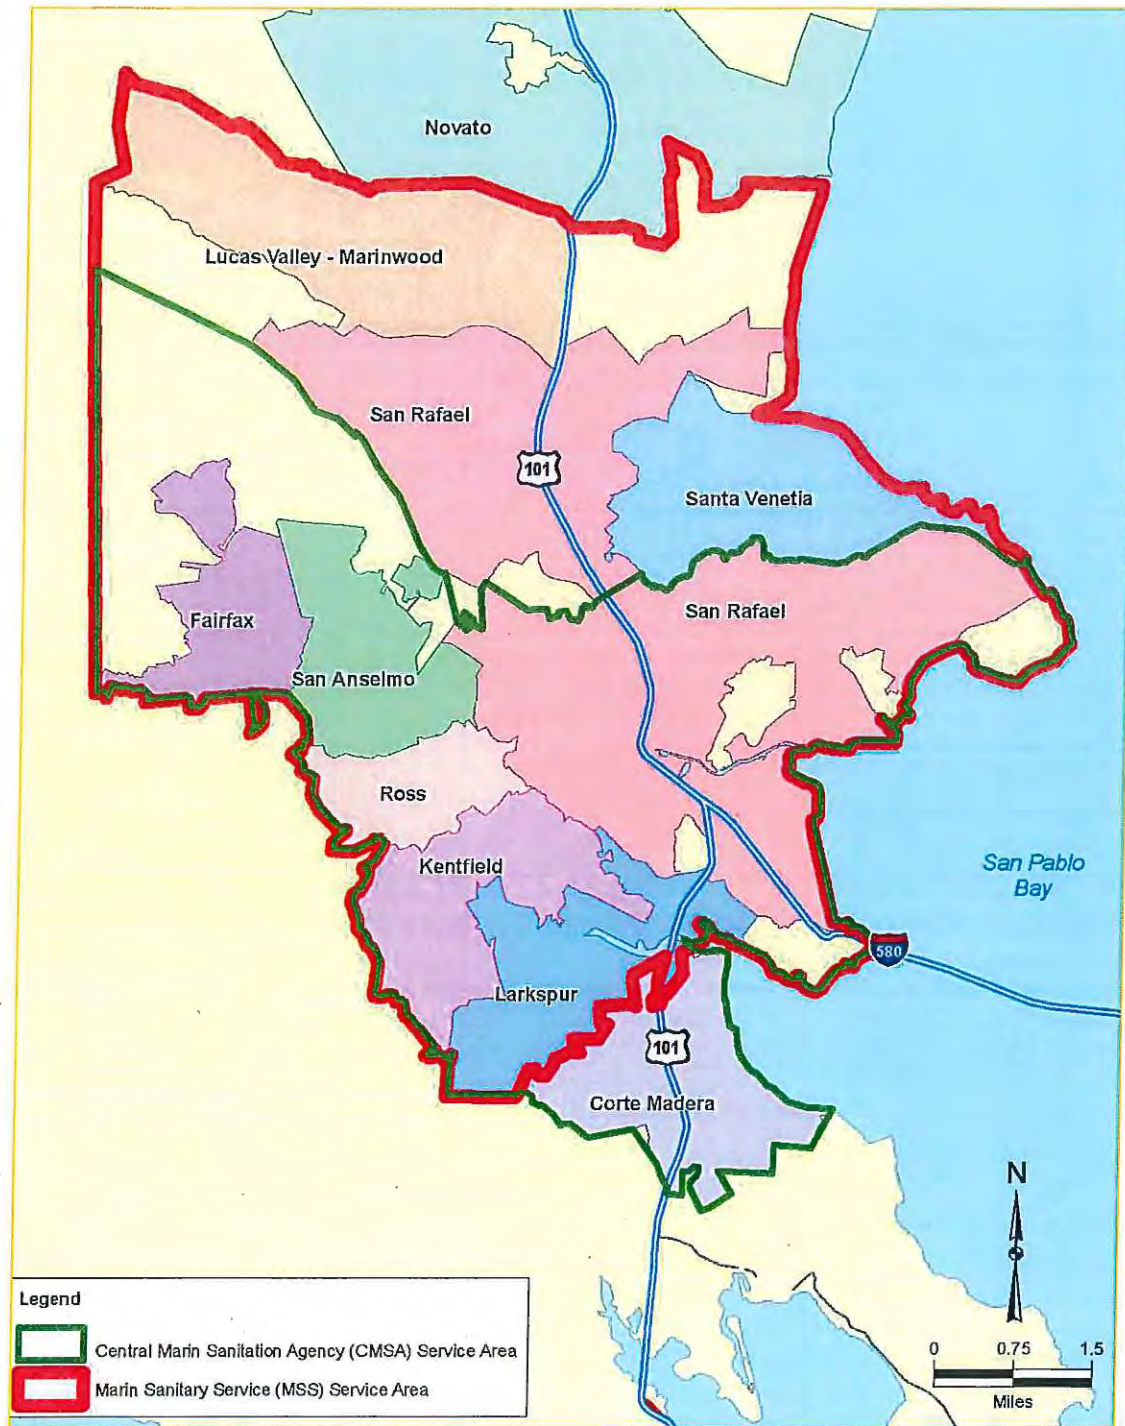 Novato
Lucas Valley - Marinwood
San Rafael
101
Santa Venetia
San Rafael
Fairfax
San Anselmo
Ross
Kentfield
San Pablo
Bay
580
Larkspur
101
Corte Madera
N
Legend
Central Marin Sanitation Agency (CMSA) Service Area
Marin Sanitary Service (MSS) Service Area
0 0.75 1.5
Miles